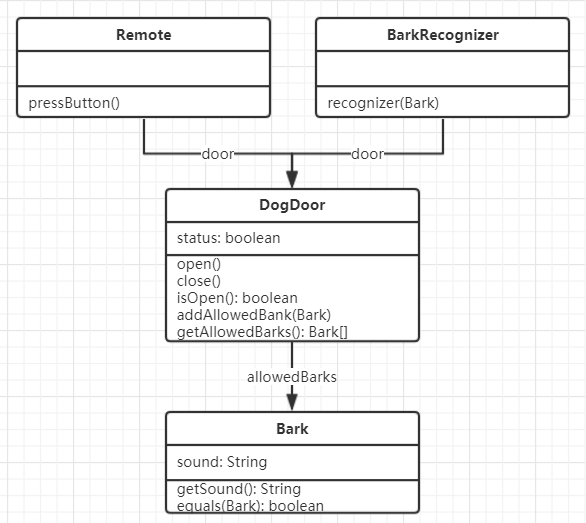 Remote
pressButton()
BarkRecognizer
recognizer(Bark)
door
door
DogDoor
status: boolean
open()
close()
isOpen(): boolean
addAllowedBank(Bark)
getAllowedBarks(): Bark[]
allowedBarks
Bark
sound: String
getSound(): String
equals(Bark): boolean